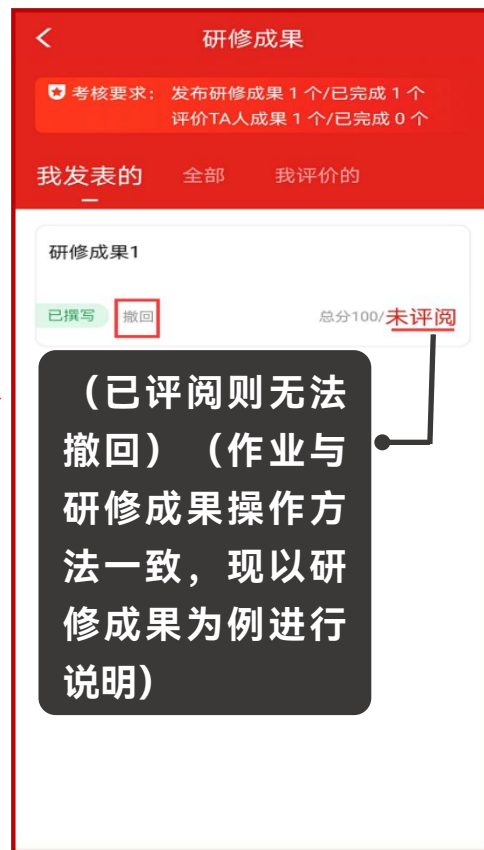 研修成果
考核要求： 发布研修成果 1 个/已完成 1 个
评价TA人成果 1 个/已完成 0 个
我发表的 全部 我评价的
研修成果1
已撰写 撤回 总分100/未评阅
（已评阅则无法
撤回）（作业与
研修成果操作方
法一致，现以研
修成果为例进行
说明）